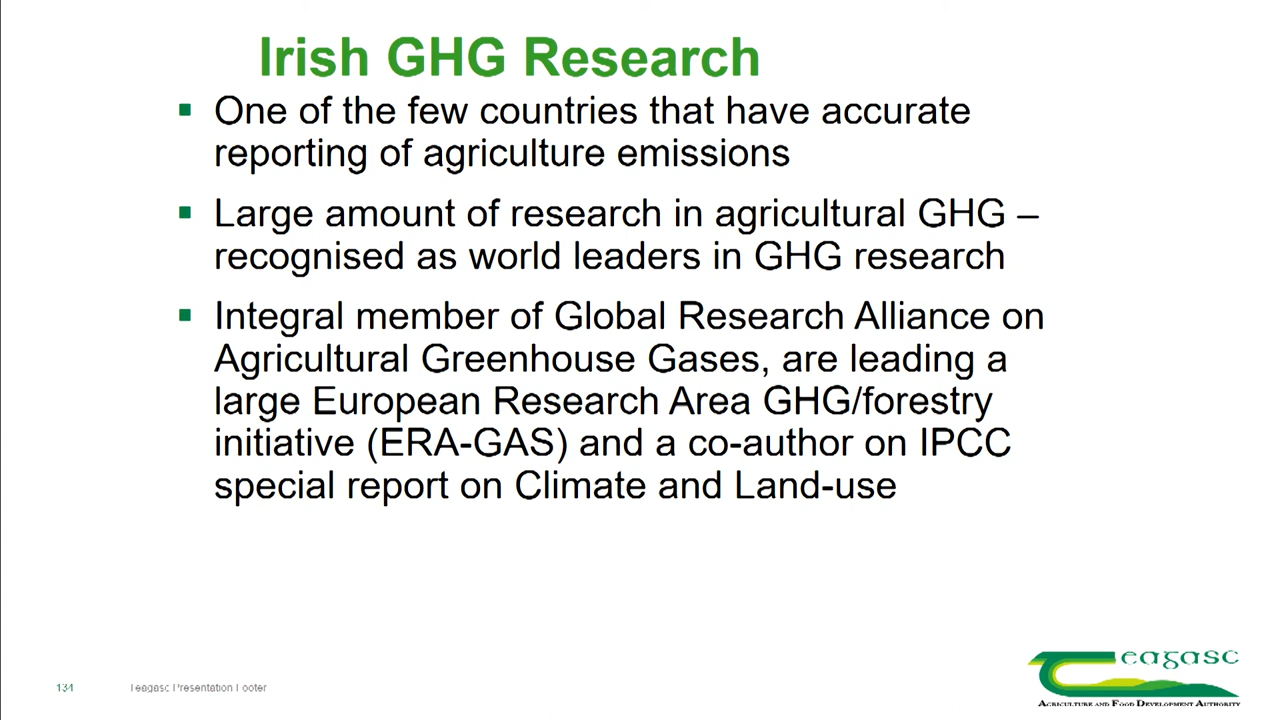 Irish GHG Research
▪ One of the few countries that have accurate
reporting of agriculture emissions
▪ Large amount of research in agricultural GHG –
recognised as world leaders in GHG research
▪ Integral member of Global Research Alliance on
Agricultural Greenhouse Gases, are leading a
large European Research Area GHG/forestry
initiative (ERA-GAS) and a co-author on IPCC
special report on Climate and Land-use
134 Teagasc Presentation Footer
Teagasc
AGRICULTURE AND FOOD DEVELOPMENT AUTHORITY